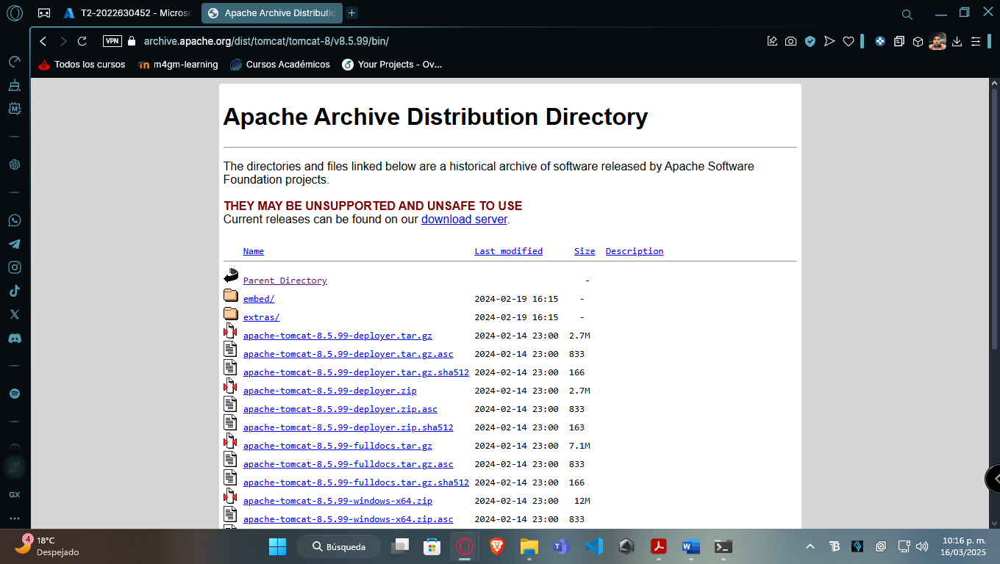 T2-2022630452 - Micros
Apache Archive Distributi
VPN
archive.apache.org/dist/tomcat/tomcat-8/v8.5.99/bin/
Todos los cursos
m4gm-learning
Cursos Académicos
Your Projects - Ov...
Apache Archive Distribution Directory
The directories and files linked below are a historical archive of software released by Apache Software
Foundation projects.
THEY MAY BE UNSUPPORTED AND UNSAFE TO USE
Current releases can be found on our download server.
Name Last modified Size Description
Parent Directory -
embed/ 2024-02-19 16:15 -
extras/ 2024-02-19 16:15 -
apache-tomcat-8.5.99-deployer.tar.gz 2024-02-14 23:00 2.7M
apache-tomcat-8.5.99-deployer.tar.gz.asc 2024-02-14 23:00 833
apache-tomcat-8.5.99-deployer.tar.gz.sha512 2024-02-14 23:00 166
apache-tomcat-8.5.99-deployer.zip 2024-02-14 23:00 2.7M
apache-tomcat-8.5.99-deployer.zip.asc 2024-02-14 23:00 833
apache-tomcat-8.5.99-deployer.zip.sha512 2024-02-14 23:00 163
apache-tomcat-8.5.99-fulldocs.tar.gz 2024-02-14 23:00 7.1M
apache-tomcat-8.5.99-fulldocs.tar.gz.asc 2024-02-14 23:00 833
apache-tomcat-8.5.99-fulldocs.tar.gz.sha512 2024-02-14 23:00 166
apache-tomcat-8.5.99-windows-x64.zip 2024-02-14 23:00 12M
apache-tomcat-8.5.99-windows-x64.zip.asc 2024-02-14 23:00 833
GX
4
18°C
Despejado
Búsqueda
10:16 p. m.
16/03/2025